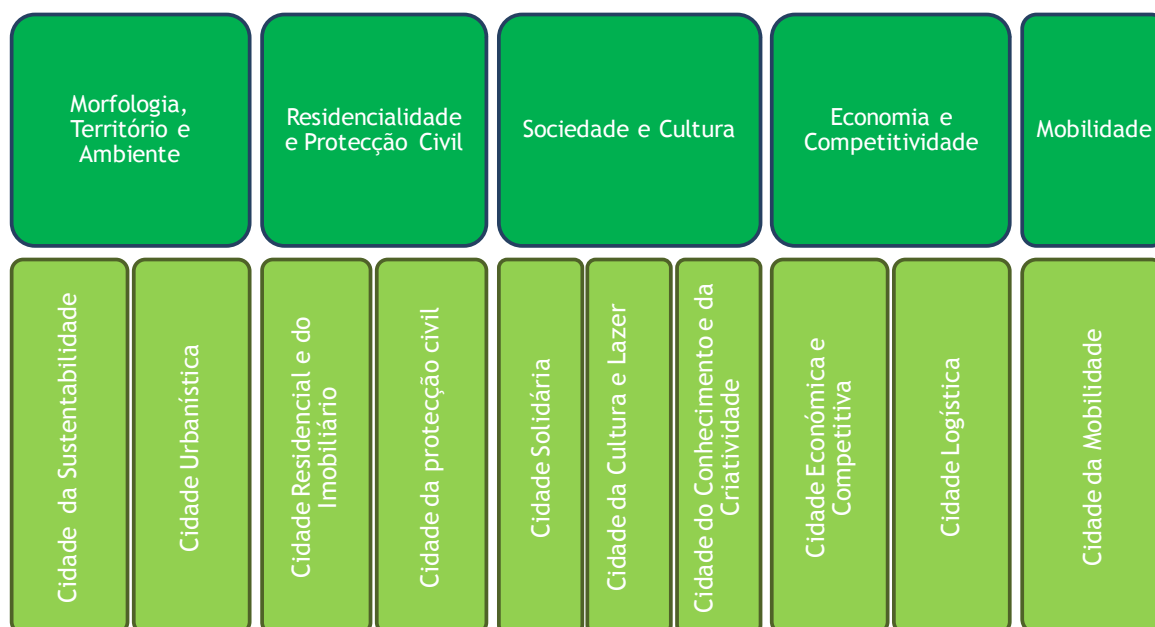 Morfologia,
Território e
Ambiente
Residencialidade
e Protecção Civil
Sociedade e Cultura
Economia e
Competitividade
Mobilidade
Cidade da Sustentabilidade
Cidade Urbanística
Cidade Residencial e do
Imobiliário
Cidade da protecção civil
Cidade Solidária
Cidade da Cultura e Lazer
Cidade do Conhecimento e da
Criatividade
Cidade Económica e
Competitiva
Cidade Logística
Cidade da Mobilidade